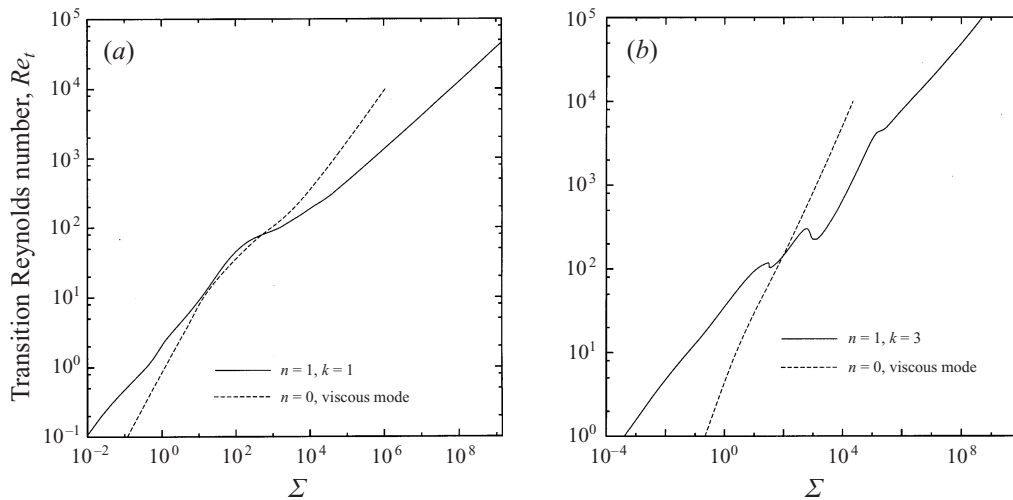 (a)
Transition Reynolds number, Re_t
10^5
10^4
10^3
10^2
10^1
10^0
10^−1
n = 1, k = 1
n = 0, viscous mode
10^−2 10^0 10^2 10^4 10^6 10^8
Σ
(b)
10^5
10^4
10^3
10^2
10^1
10^0
n = 1, k = 3
n = 0, viscous mode
10^−4 10^0 10^4 10^8
Σ